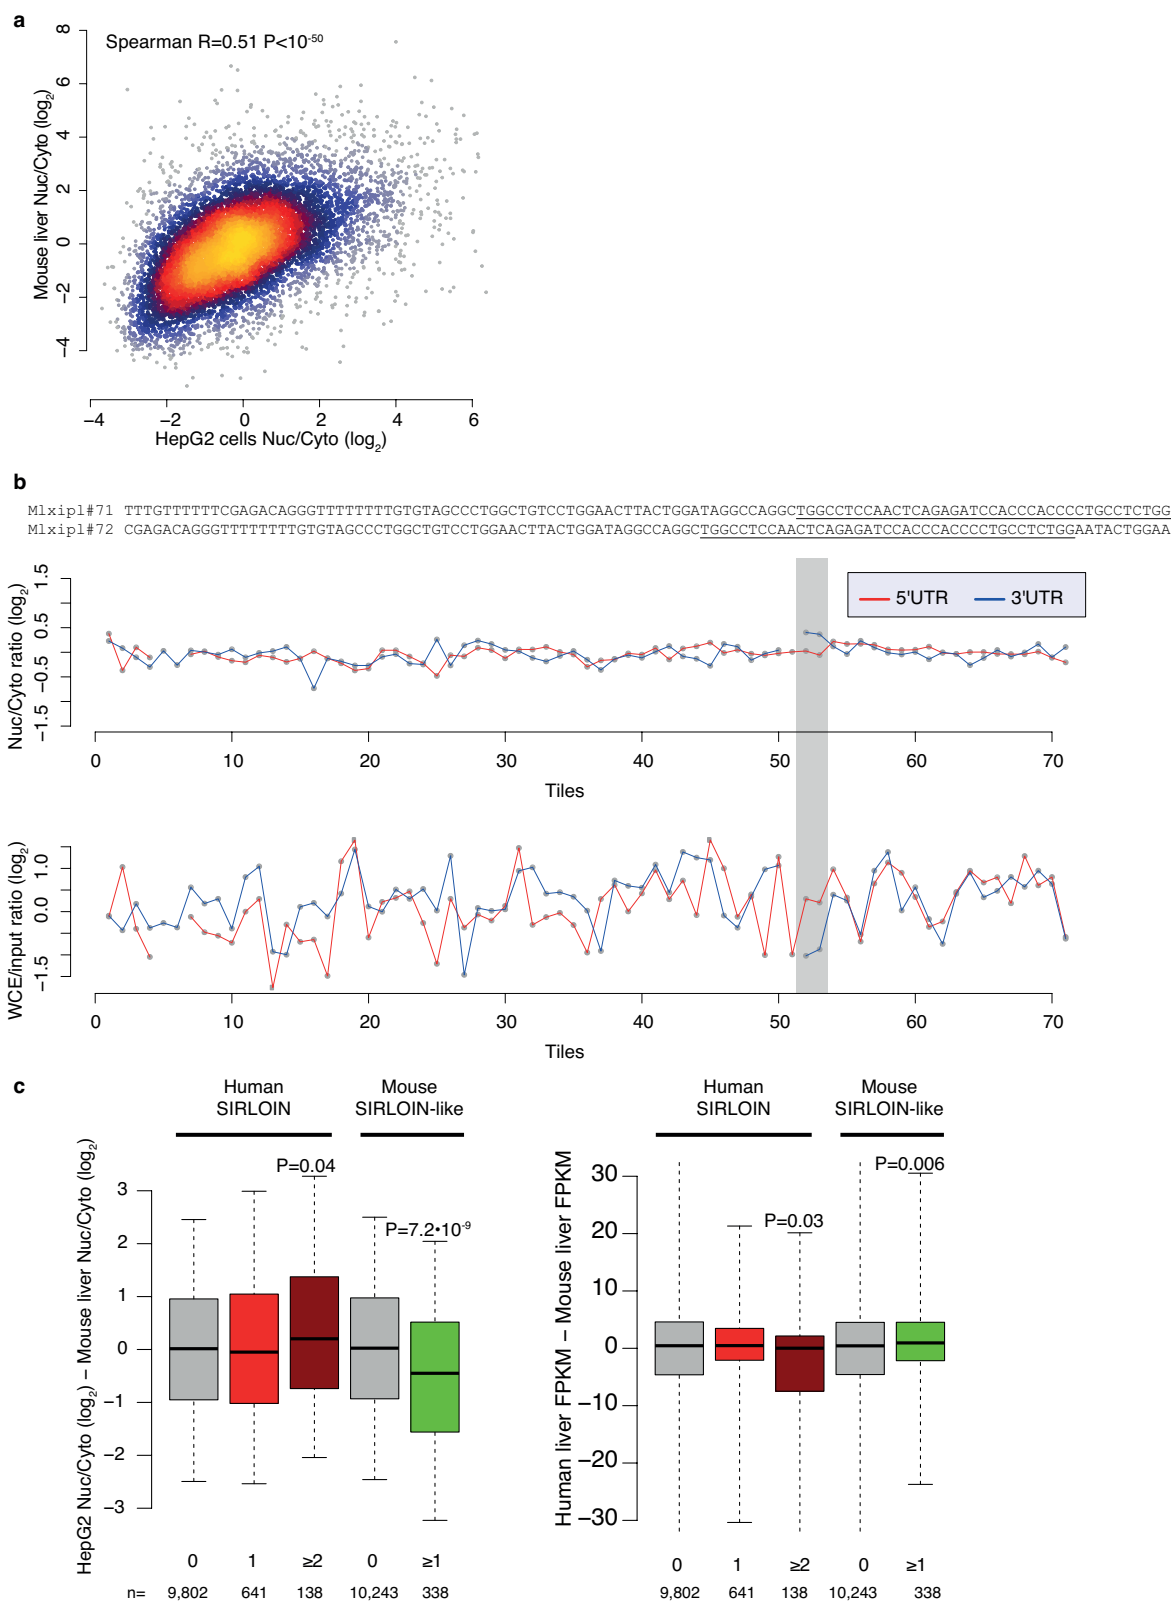 a
Spearman R=0.51 P<10⁻⁵⁰
Mouse liver Nuc/Cyto (log₂)
8
6
4
2
0
−2
−4
−4 −2 0 2 4 6
HepG2 cells Nuc/Cyto (log₂)
b
Mlxipl#71 TTTGTTTTTTCGAGACAGGGTTTTTTTTGTGTAGCCCTGGCTGTCCTGGAACTTACTGGATAGGCCAGGCTGGCCTCCAACTCAGAGATCCACCCACCCCTGCCTCTGG
Mlxipl#72 CGAGACAGGGTTTTTTTTGTGTAGCCCTGGCTGTCCTGGAACTTACTGGATAGGCCAGGCTGGCCTCCAACTCAGAGATCCACCCACCCCTGCCTCTGGAATACTGGAA
Nuc/Cyto ratio (log₂)
1.5
0.5
−0.5
−1.5
5'UTR 3'UTR
0 10 20 30 40 50 60 70
Tiles
WCE/input ratio (log₂)
1.0
0.0
−1.5
0 10 20 30 40 50 60 70
Tiles
c
Human SIRLOIN
Mouse SIRLOIN-like
HepG2 Nuc/Cyto (log₂) − Mouse liver Nuc/Cyto (log₂)
3
2
1
0
−1
−2
−3
P=0.04
P=7.2•10⁻⁹
0 1 ≥2 0 ≥1
n= 9,802 641 138 10,243 338
Human SIRLOIN
Mouse SIRLOIN-like
Human liver FPKM − Mouse liver FPKM
30
20
10
0
−10
−20
−30
P=0.03
P=0.006
0 1 ≥2 0 ≥1
9,802 641 138 10,243 338